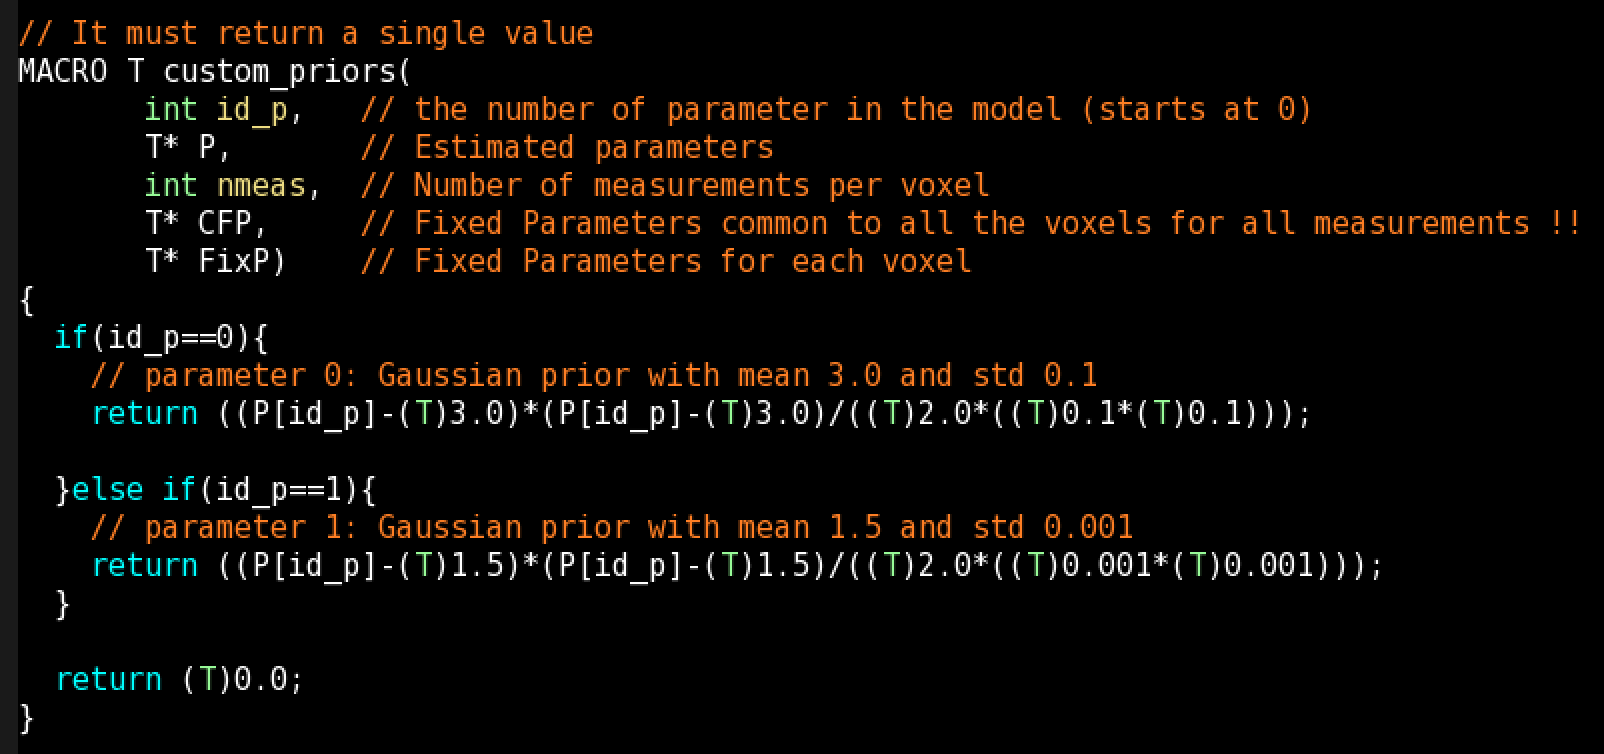 // It must return a single value
MACRO T custom_priors(
int id_p, // the number of parameter in the model (starts at 0)
T* P, // Estimated parameters
int nmeas, // Number of measurements per voxel
T* CFP, // Fixed Parameters common to all the voxels for all measurements !!
T* FixP) // Fixed Parameters for each voxel
{
if(id_p==0){
// parameter 0: Gaussian prior with mean 3.0 and std 0.1
return ((P[id_p]-(T)3.0)*(P[id_p]-(T)3.0)/((T)2.0*((T)0.1*(T)0.1)));
}else if(id_p==1){
// parameter 1: Gaussian prior with mean 1.5 and std 0.001
return ((P[id_p]-(T)1.5)*(P[id_p]-(T)1.5)/((T)2.0*((T)0.001*(T)0.001)));
}
return (T)0.0;
}